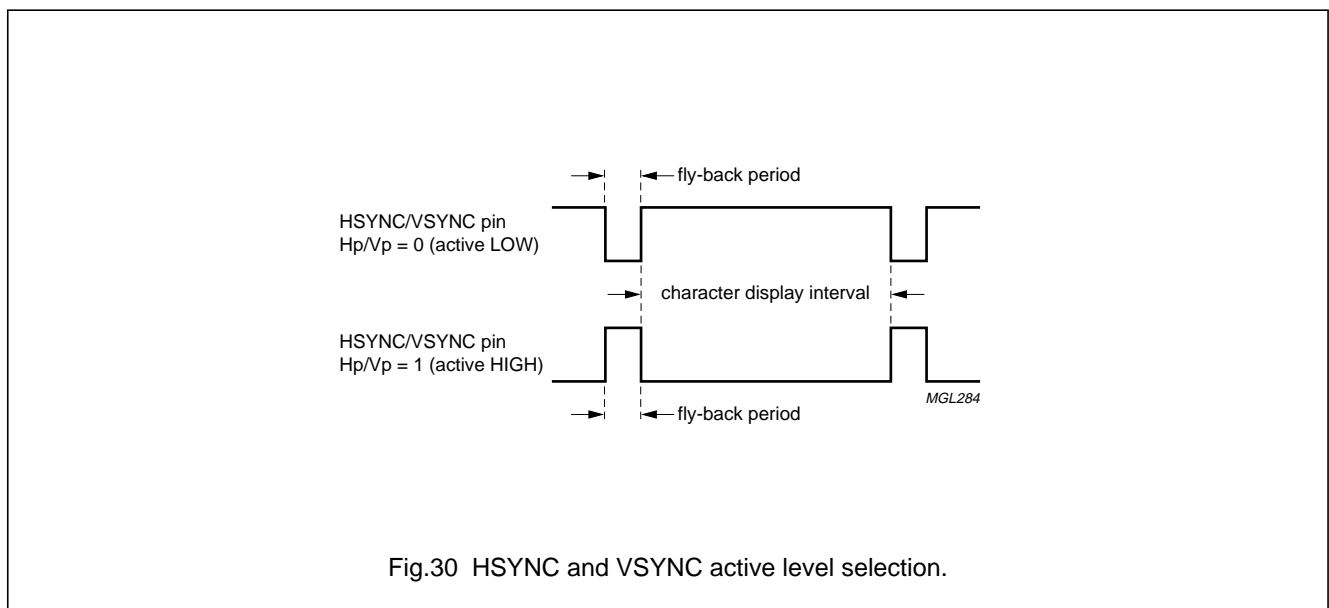 fly-back period
HSYNC/VSYNC pin
Hp/Vp = 0 (active LOW)
character display interval
HSYNC/VSYNC pin
Hp/Vp = 1 (active HIGH)
MGL284
fly-back period
Fig.30 HSYNC and VSYNC active level selection.